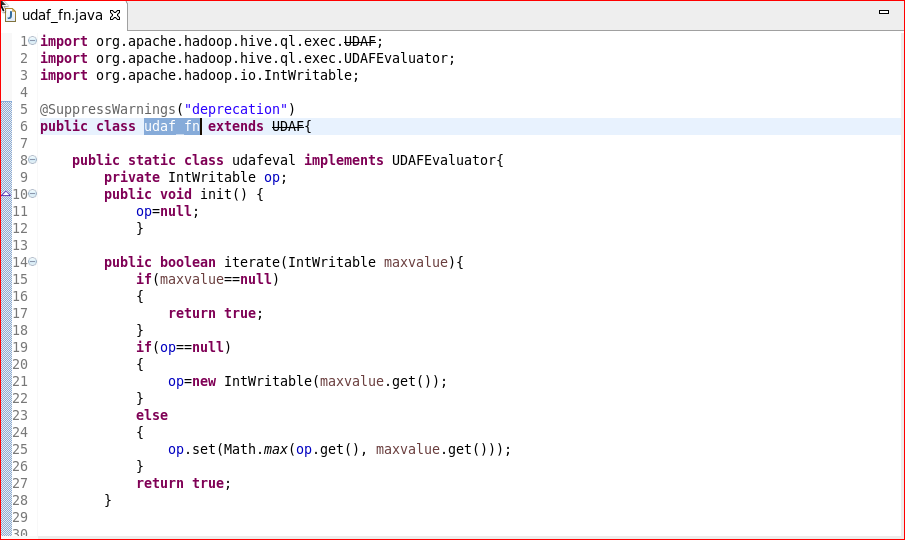 udaf_fn.java
1 import org.apache.hadoop.hive.ql.exec.UDAF;
2 import org.apache.hadoop.hive.ql.exec.UDAFEvaluator;
3 import org.apache.hadoop.io.IntWritable;
4
5 @SuppressWarnings("deprecation")
6 public class udaf_fn extends UDAF{
7
8     public static class udafeval implements UDAFEvaluator{
9         private IntWritable op;
10         public void init() {
11             op=null;
12             }
13
14         public boolean iterate(IntWritable maxvalue){
15             if(maxvalue==null)
16             {
17                 return true;
18             }
19             if(op==null)
20             {
21                 op=new IntWritable(maxvalue.get());
22             }
23             else
24             {
25                 op.set(Math.max(op.get(), maxvalue.get()));
26             }
27             return true;
28         }
29
30